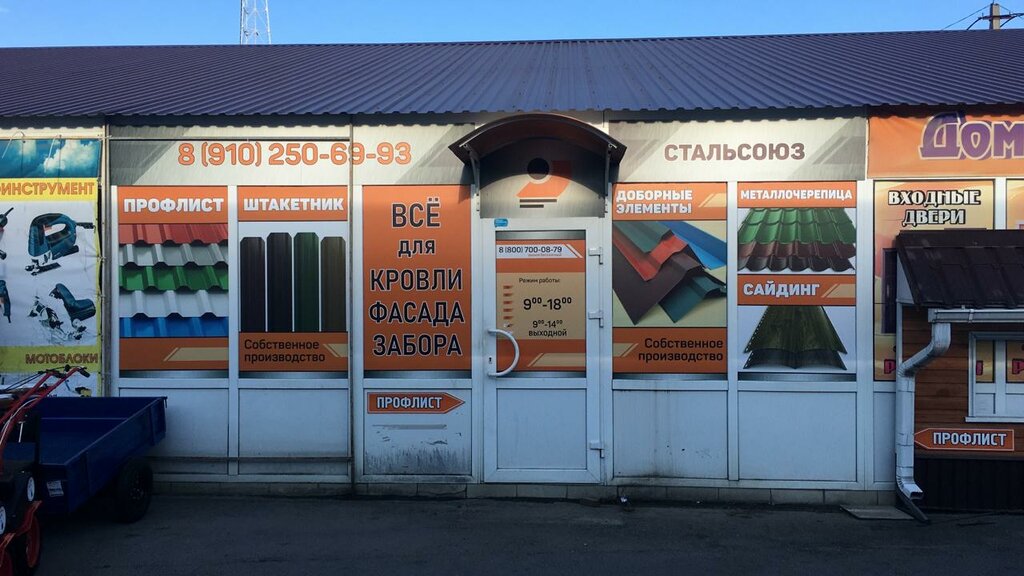 8 (910) 250-69-93
СТАЛЬСОЮЗ
Дом
ИНСТРУМЕНТ
МОТОБЛОКИ
ПРОФЛИСТ
ШТАКЕТНИК
Собственное
производство
ВСЁ
для
КРОВЛИ
ФАСАДА
ЗАБОРА
ПРОФЛИСТ
8 (800) 700-08-79
Режим работы:
9⁰⁰-18⁰⁰
9⁰⁰-14⁰⁰
ВЫХОДНОЙ
ДОБОРНЫЕ
ЭЛЕМЕНТЫ
Собственное
производство
МЕТАЛЛОЧЕРЕПИЦА
САЙДИНГ
ВХОДНЫЕ
ДВЕРИ
ПРОФЛИСТ